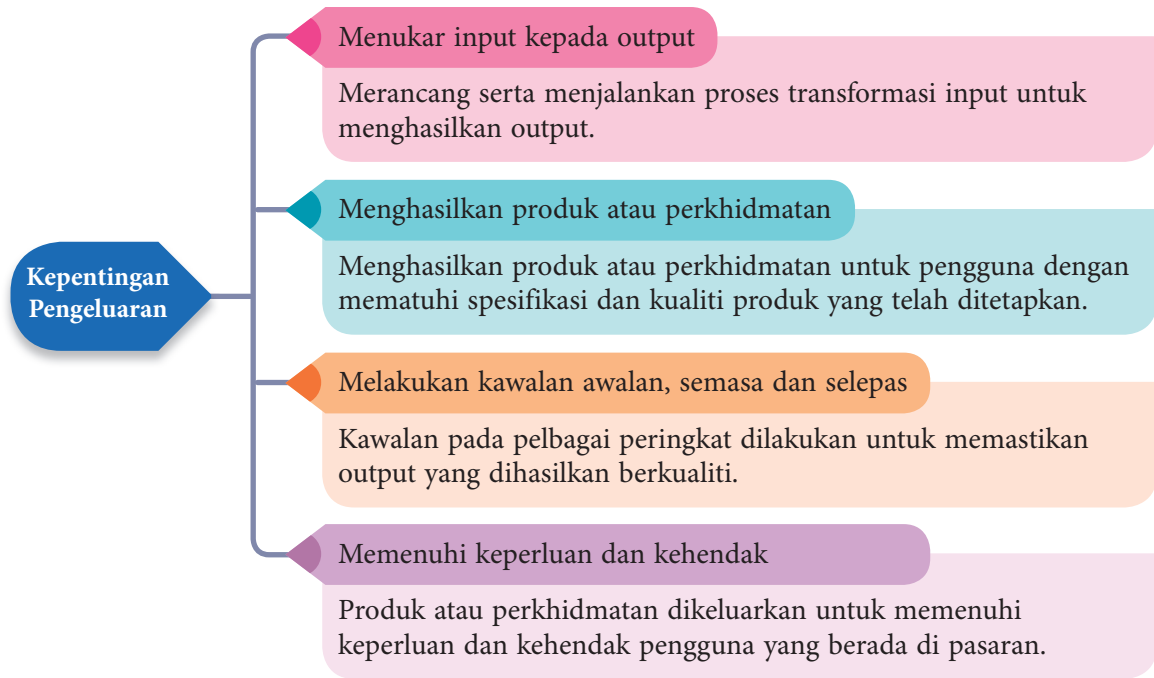 Kepentingan
Pengeluaran
Menukar input kepada output
Merancang serta menjalankan proses transformasi input untuk
menghasilkan output.
Menghasilkan produk atau perkhidmatan
Menghasilkan produk atau perkhidmatan untuk pengguna dengan
mematuhi spesifikasi dan kualiti produk yang telah ditetapkan.
Melakukan kawalan awalan, semasa dan selepas
Kawalan pada pelbagai peringkat dilakukan untuk memastikan
output yang dihasilkan berkualiti.
Memenuhi keperluan dan kehendak
Produk atau perkhidmatan dikeluarkan untuk memenuhi
keperluan dan kehendak pengguna yang berada di pasaran.